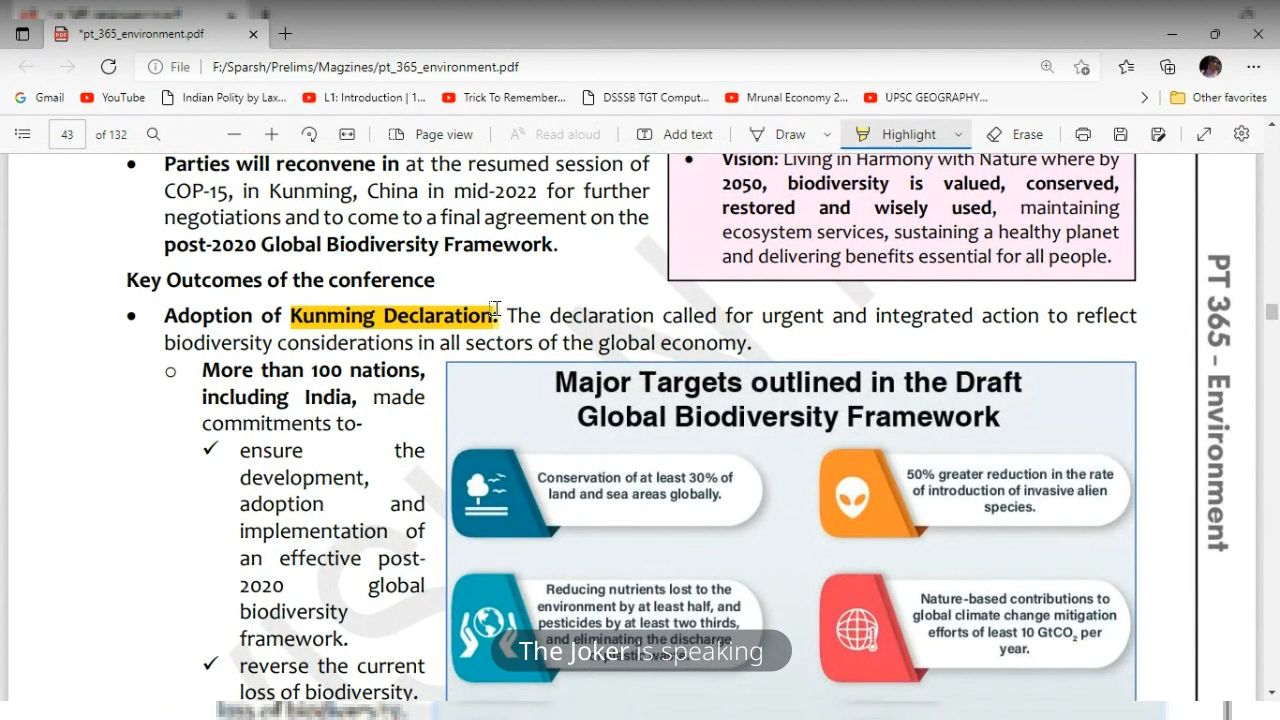 *pt_365_environment.pdf
File F:/Sparsh/Prelims/Magzines/pt_365_environment.pdf
Gmail YouTube Indian Polity by Lax... L1: Introduction | 1... Trick To Remember... DSSSB TGT Comput... Mrunal Economy 2... UPSC GEOGRAPHY... Other favorites
43 of 132 Page view Read aloud Add text Draw Highlight Erase
Parties will reconvene in at the resumed session of
COP-15, in Kunming, China in mid-2022 for further
negotiations and to come to a final agreement on the
post-2020 Global Biodiversity Framework.
Vision: Living in Harmony with Nature where by
2050, biodiversity is valued, conserved,
restored and wisely used, maintaining
ecosystem services, sustaining a healthy planet
and delivering benefits essential for all people.
Key Outcomes of the conference
Adoption of Kunming Declaration: The declaration called for urgent and integrated action to reflect
biodiversity considerations in all sectors of the global economy.
More than 100 nations,
including India, made
commitments to-
ensure the
development,
adoption and
implementation of
an effective post-
2020 global
biodiversity
framework.
reverse the current
loss of biodiversity.
Major Targets outlined in the Draft
Global Biodiversity Framework
Conservation of at least 30% of
land and sea areas globally.
50% greater reduction in the rate
of introduction of invasive alien
species.
Reducing nutrients lost to the
environment by at least half, and
pesticides by at least two thirds,
and eliminating the discharge
Nature-based contributions to
global climate change mitigation
efforts of least 10 GtCO2 per
year.
The Joker is speaking
PT 365 - Environment